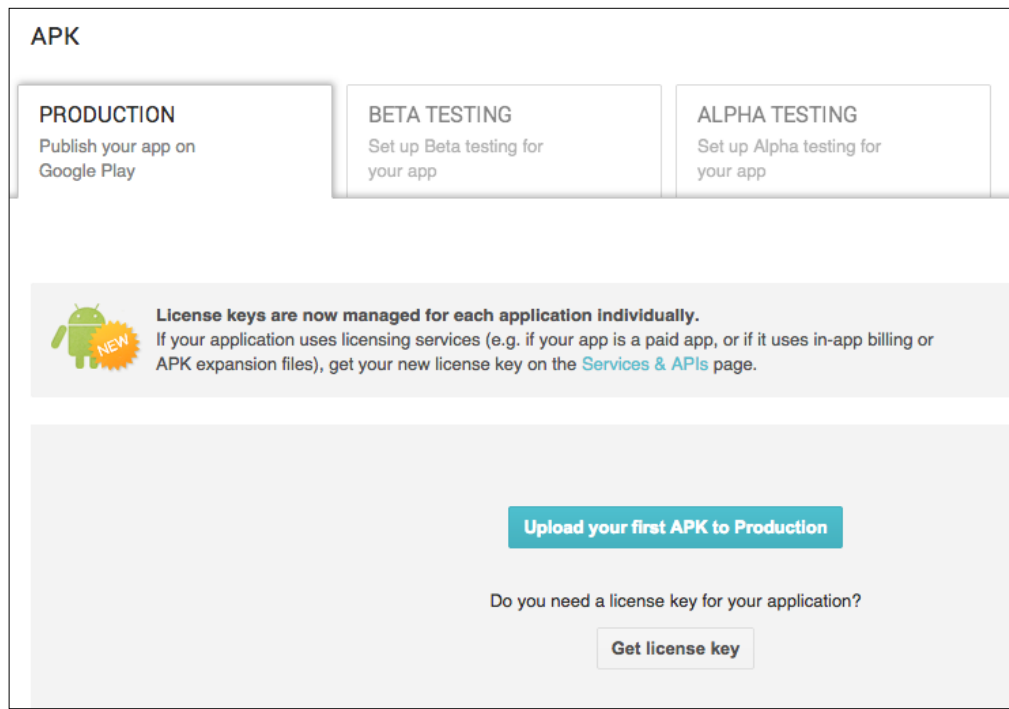 APK
PRODUCTION
Publish your app on
Google Play
BETA TESTING
Set up Beta testing for
your app
ALPHA TESTING
Set up Alpha testing for
your app
NEW
License keys are now managed for each application individually.
If your application uses licensing services (e.g. if your app is a paid app, or if it uses in-app billing or
APK expansion files), get your new license key on the Services & APIs page.
Upload your first APK to Production
Do you need a license key for your application?
Get license key